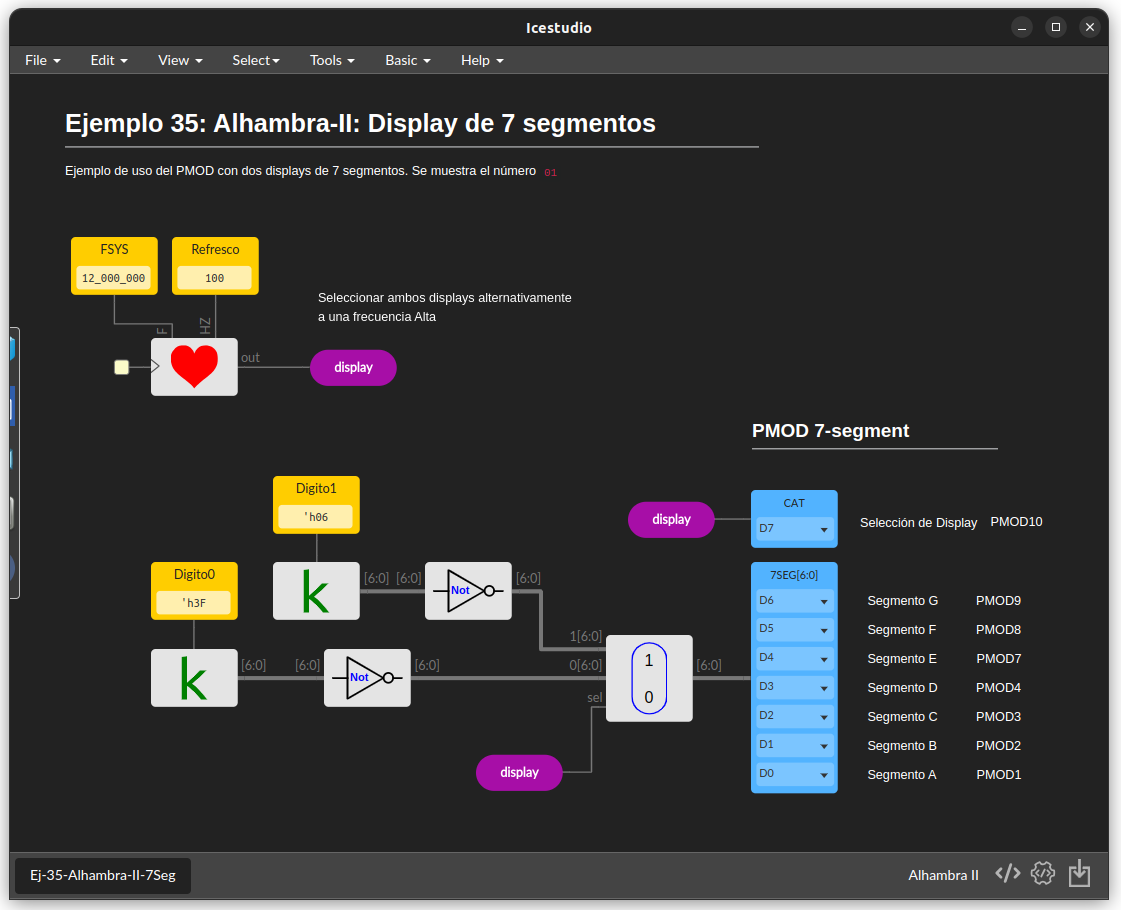 Icestudio
File Edit View Select Tools Basic Help
Ejemplo 35: Alhambra-II: Display de 7 segmentos
Ejemplo de uso del PMOD con dos displays de 7 segmentos. Se muestra el número 01
FSYS Refresco
12_000_000 100
Seleccionar ambos displays alternativamente
a una frecuencia Alta
F HZ
out
display
PMOD 7-segment
Digito1
'h06
display
CAT
D7
Selección de Display PMOD10
Digito0
'h3F
k
[6:0] [6:0]
Not
[6:0]
7SEG[6:0]
D6 Segmento G PMOD9
D5 Segmento F PMOD8
D4 Segmento E PMOD7
D3 Segmento D PMOD4
D2 Segmento C PMOD3
D1 Segmento B PMOD2
D0 Segmento A PMOD1
k
[6:0] [6:0]
Not
[6:0]
1[6:0]
0[6:0]
sel
1
0
[6:0]
display
Ej-35-Alhambra-II-7Seg
Alhambra II </>